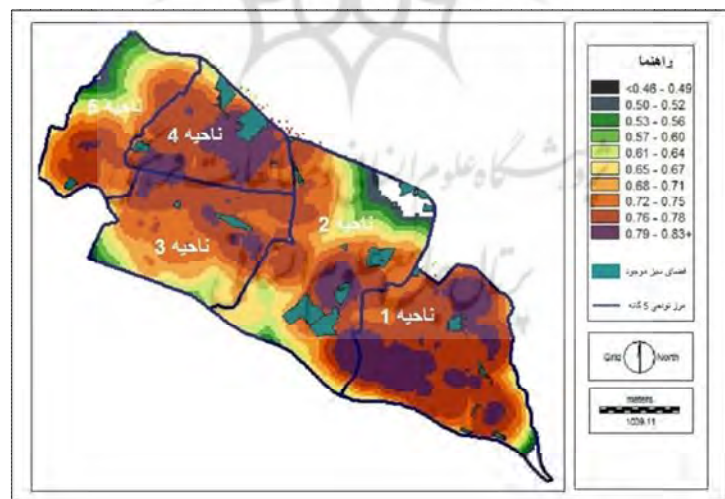 راهنما
<0.46 - 0.49
0.50 - 0.52
0.53 - 0.56
0.57 - 0.60
0.61 - 0.64
0.65 - 0.67
0.68 - 0.71
0.72 - 0.75
0.76 - 0.78
0.79 - 0.83+
فضای سبز موجود
مرز نواحی 5 گانه
Grid North
meters
1009.11
ناحیه 5
ناحیه 4
ناحیه 2
ناحیه 3
ناحیه 1